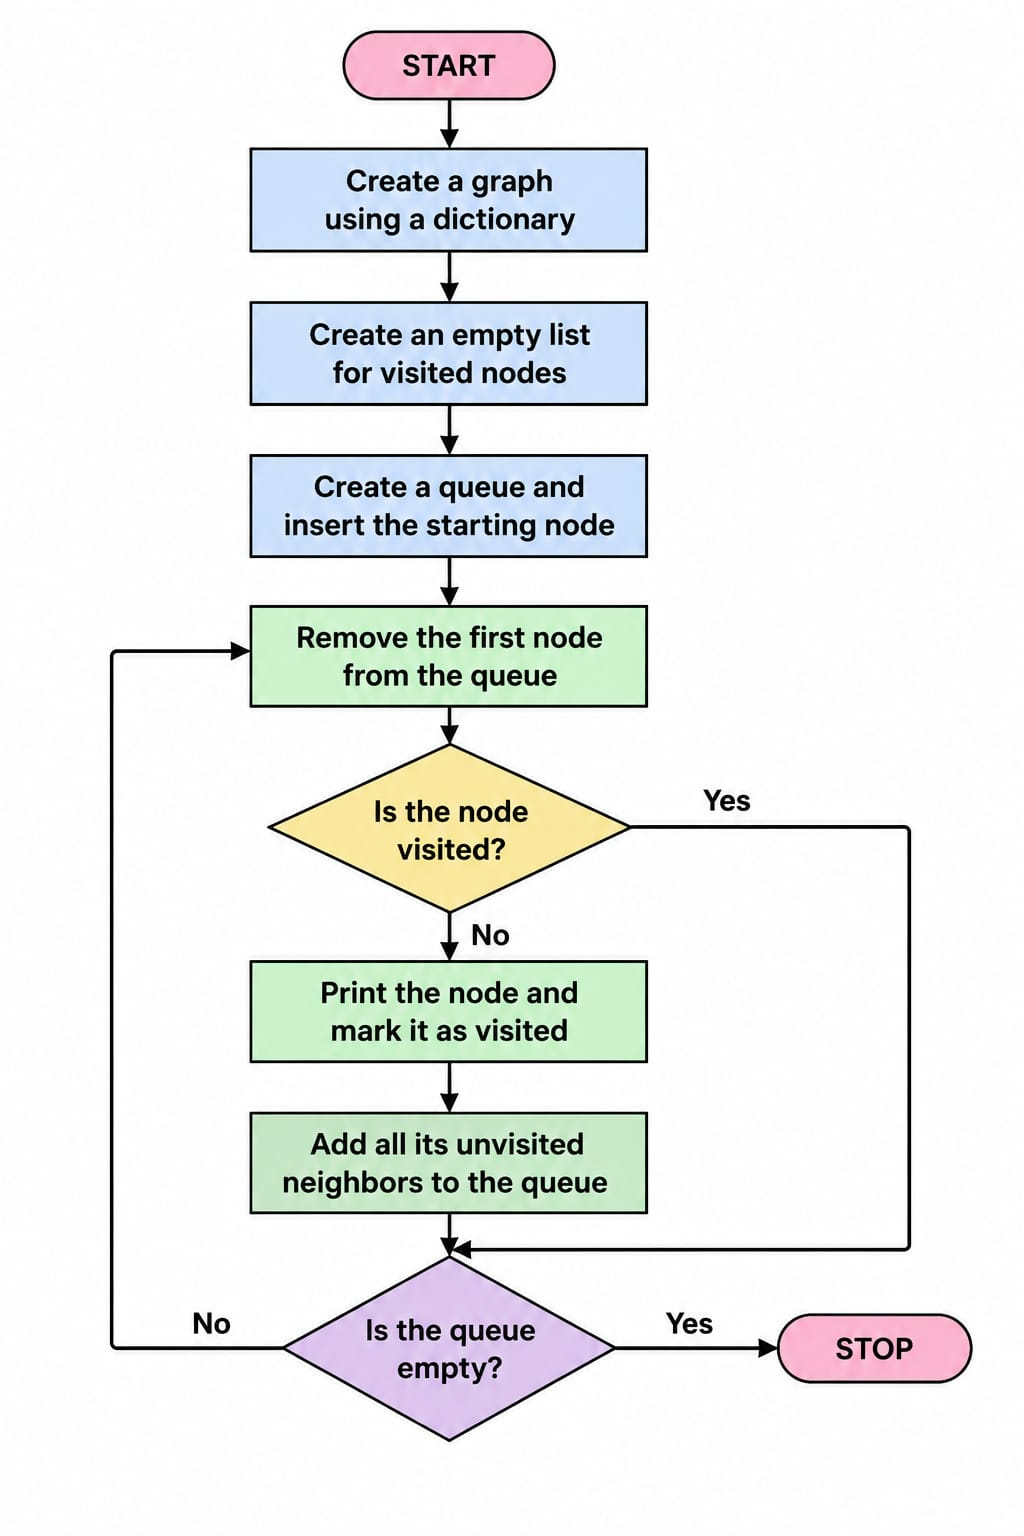 START
Create a graph
using a dictionary
Create an empty list
for visited nodes
Create a queue and
insert the starting node
Remove the first node
from the queue
Is the node
visited?
Yes
No
Print the node and
mark it as visited
Add all its unvisited
neighbors to the queue
Is the queue
empty?
No
Yes
STOP